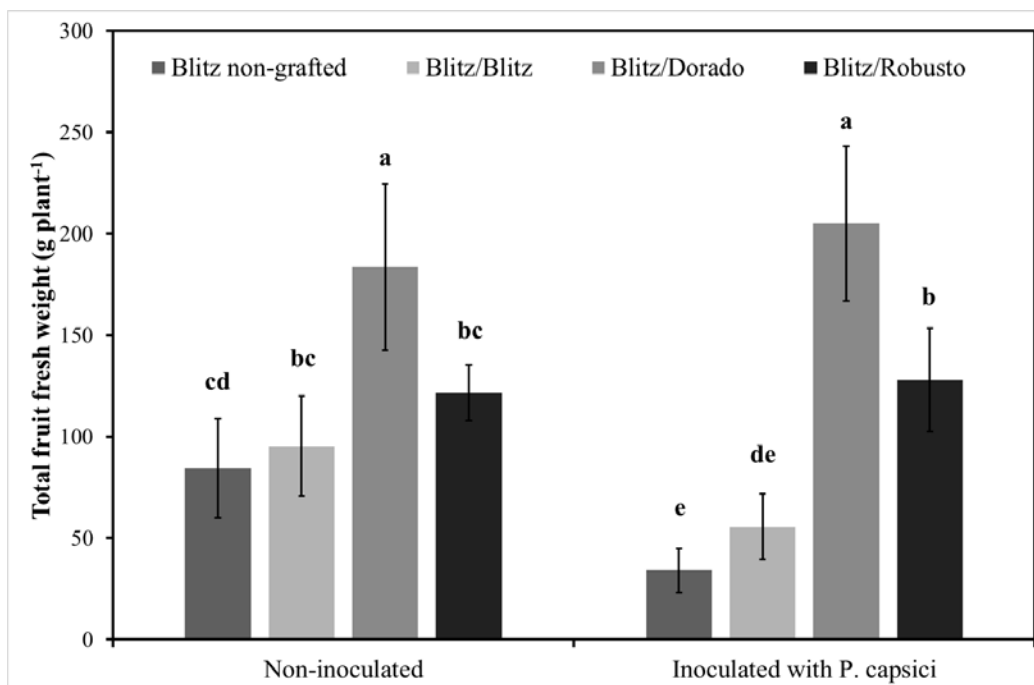 300
Blitz non-grafted Blitz/Blitz Blitz/Dorado Blitz/Robusto
250
200
150
100
50
0
Total fruit fresh weight (g plant⁻¹)
cd
bc
a
bc
e
de
a
b
Non-inoculated Inoculated with P. capsici